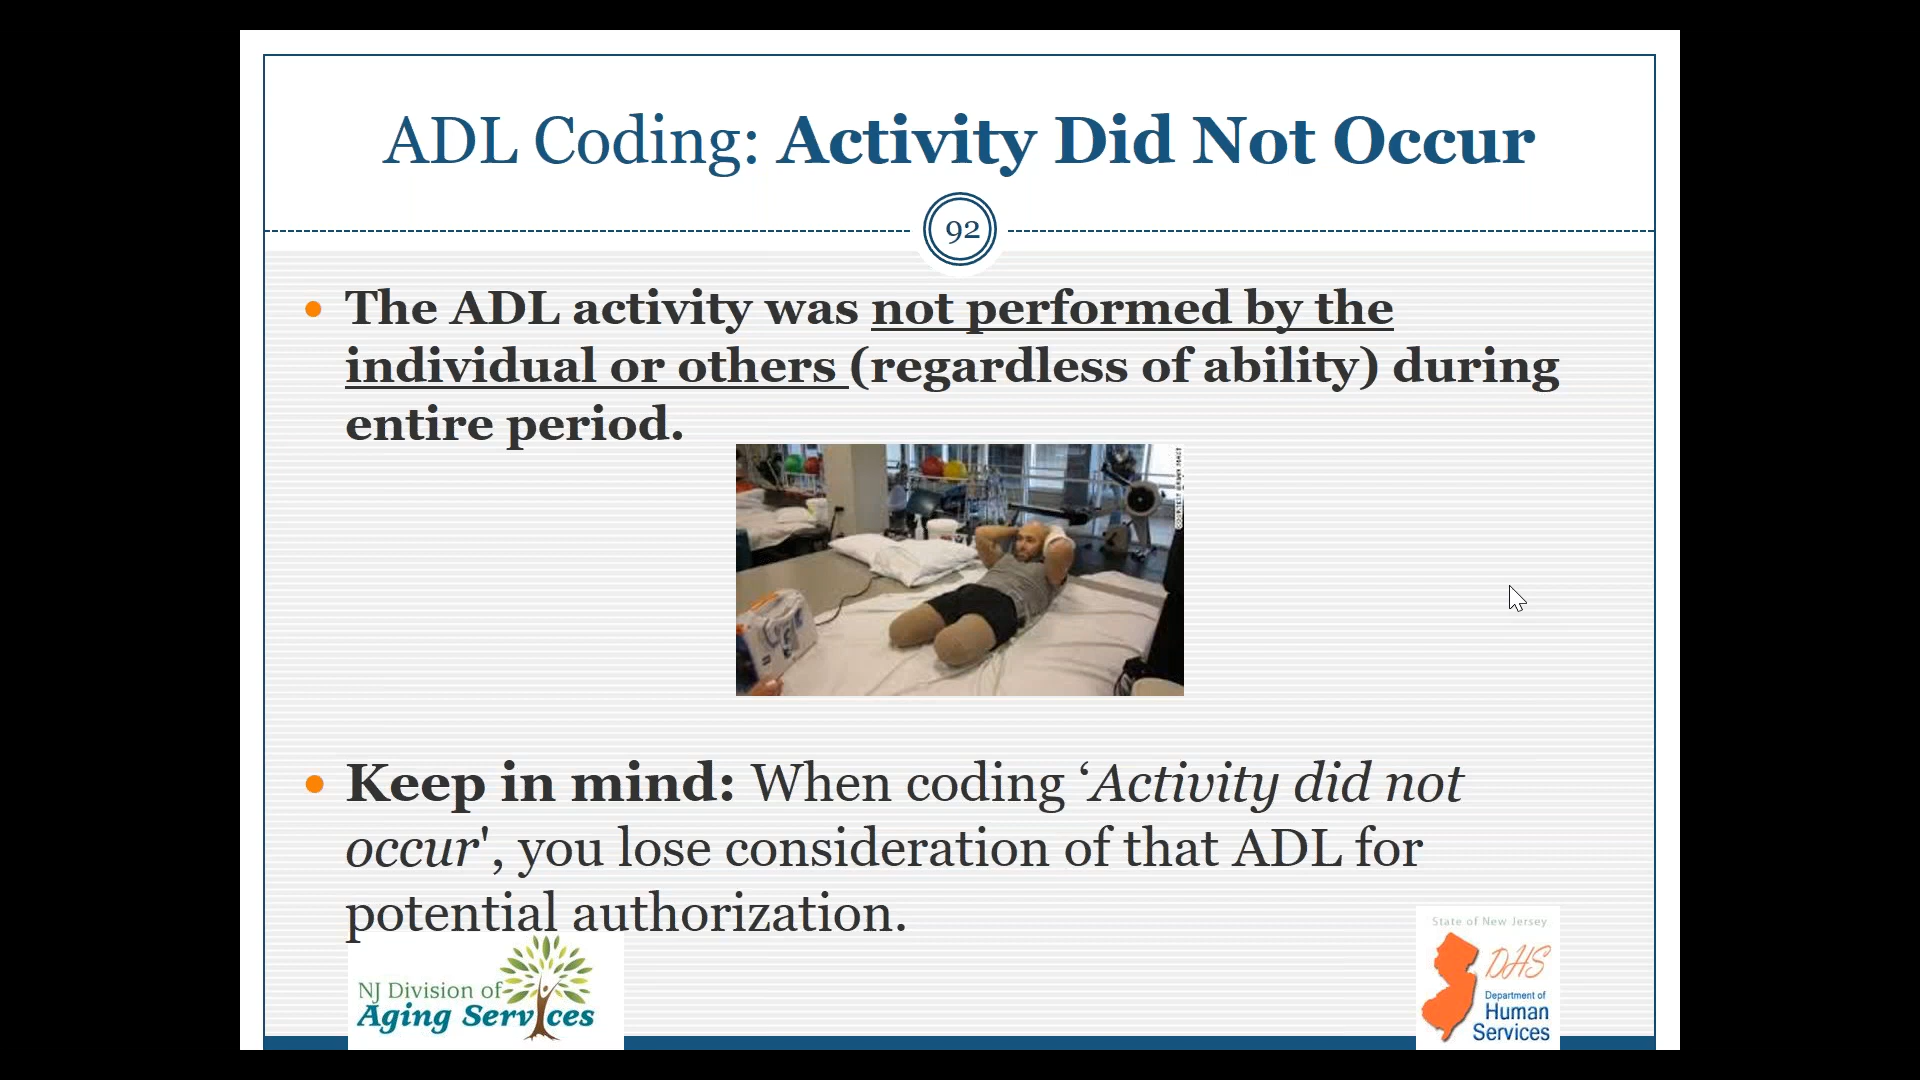 ADL Coding: Activity Did Not Occur
92
The ADL activity was not performed by the
individual or others (regardless of ability) during
entire period.
Keep in mind: When coding ‘Activity did not
occur', you lose consideration of that ADL for
potential authorization.
NJ Division of
Aging Services
State of New Jersey
DHS
Department of
Human
Services